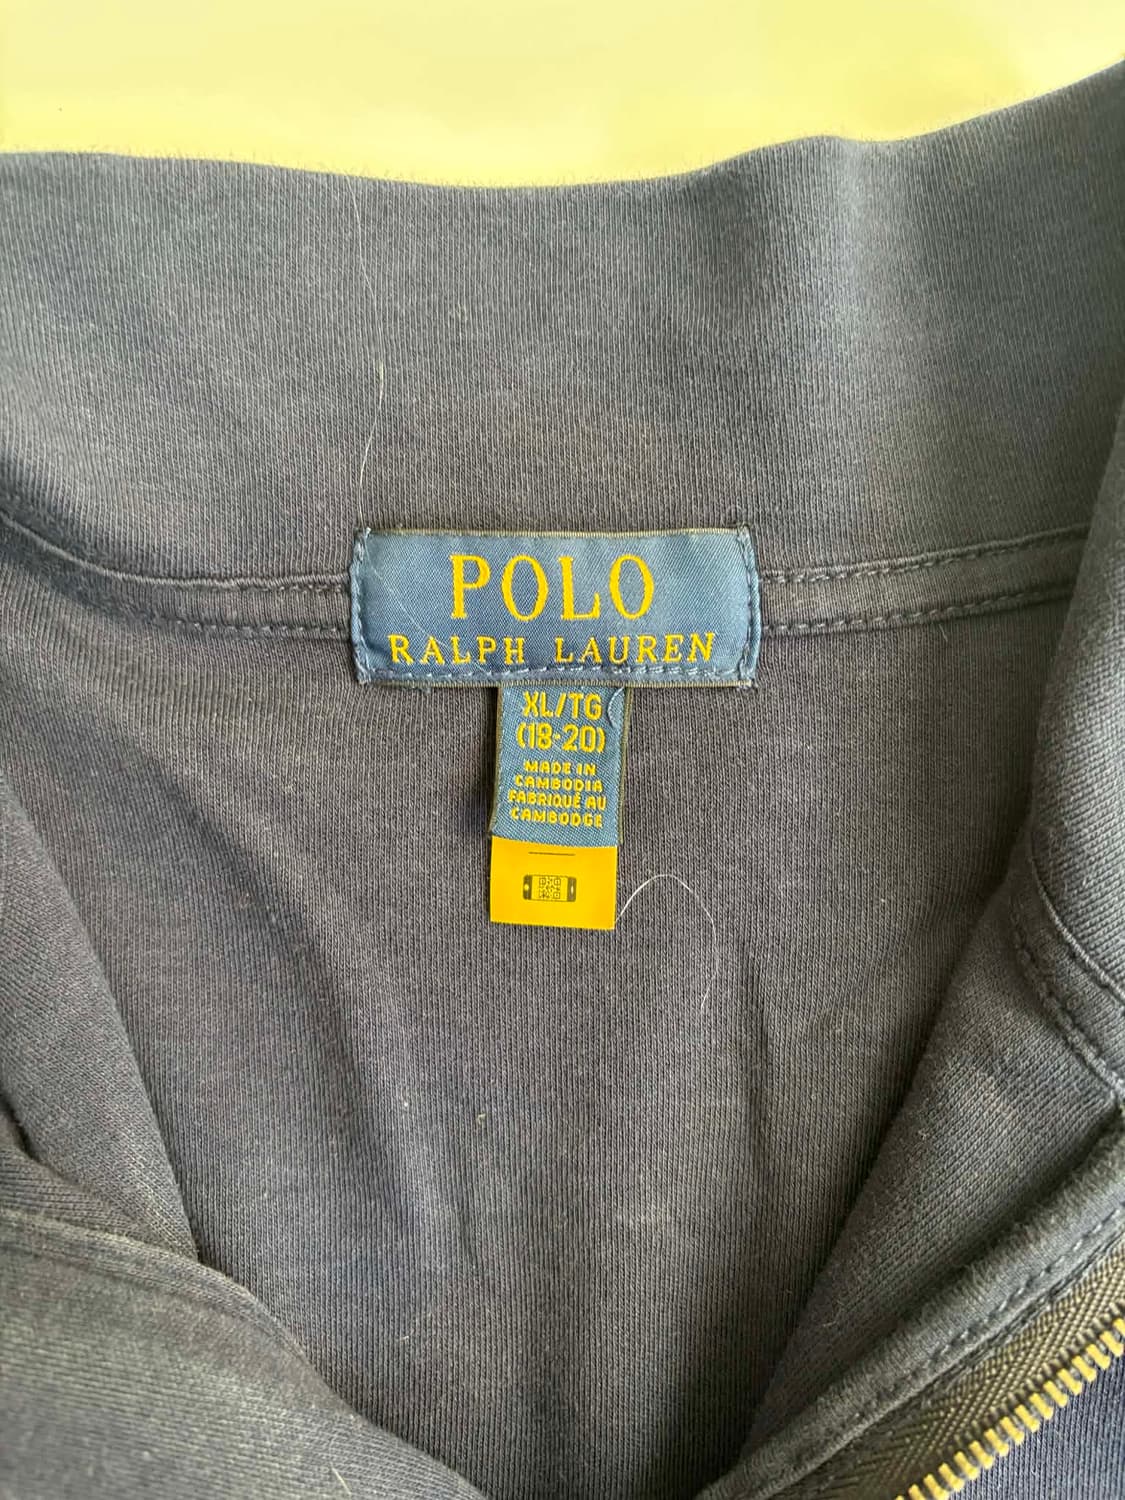 POLO
RALPH LAUREN
XL/TG
(18-20)
MADE IN
CAMBODIA
FABRIQUÉ AU
CAMBODGE